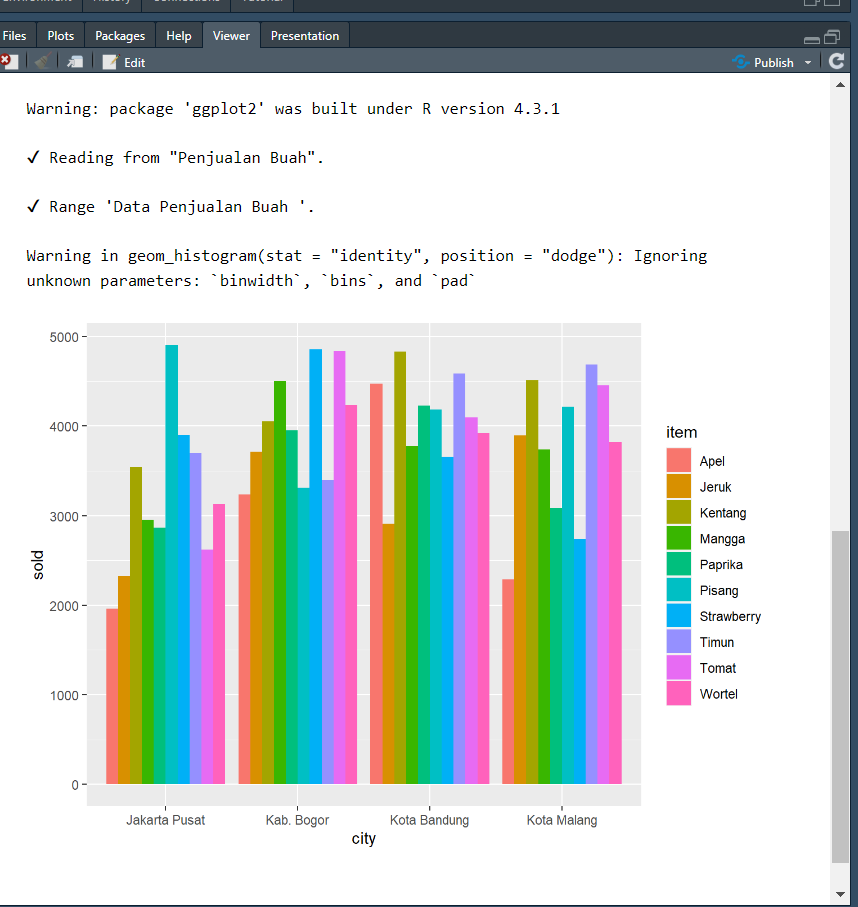 Files Plots Packages Help Viewer Presentation
Edit Publish
Warning: package 'ggplot2' was built under R version 4.3.1
✓ Reading from "Penjualan Buah".
✓ Range 'Data Penjualan Buah '.
Warning in geom_histogram(stat = "identity", position = "dodge"): Ignoring
unknown parameters: `binwidth`, `bins`, and `pad`
5000
4000
3000
2000
1000
0
sold
Jakarta Pusat Kab. Bogor Kota Bandung Kota Malang
city
item
Apel
Jeruk
Kentang
Mangga
Paprika
Pisang
Strawberry
Timun
Tomat
Wortel